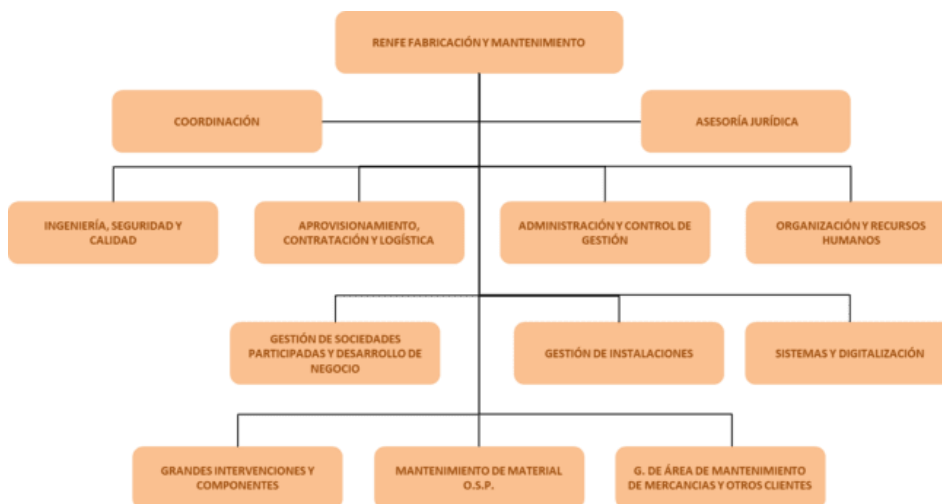 RENFE FABRICACIÓN Y MANTENIMIENTO
COORDINACIÓN
ASESORÍA JURÍDICA
INGENIERÍA, SEGURIDAD Y
CALIDAD
APROVISIONAMIENTO,
CONTRATACIÓN Y LOGÍSTICA
ADMINISTRACIÓN Y CONTROL DE
GESTIÓN
ORGANIZACIÓN Y RECURSOS
HUMANOS
GESTIÓN DE SOCIEDADES
PARTICIPADAS Y DESARROLLO DE
NEGOCIO
GESTIÓN DE INSTALACIONES
SISTEMAS Y DIGITALIZACIÓN
GRANDES INTERVENCIONES Y
COMPONENTES
MANTENIMIENTO DE MATERIAL
O.S.P.
G. DE ÁREA DE MANTENIMIENTO
DE MERCANCIAS Y OTROS CLIENTES